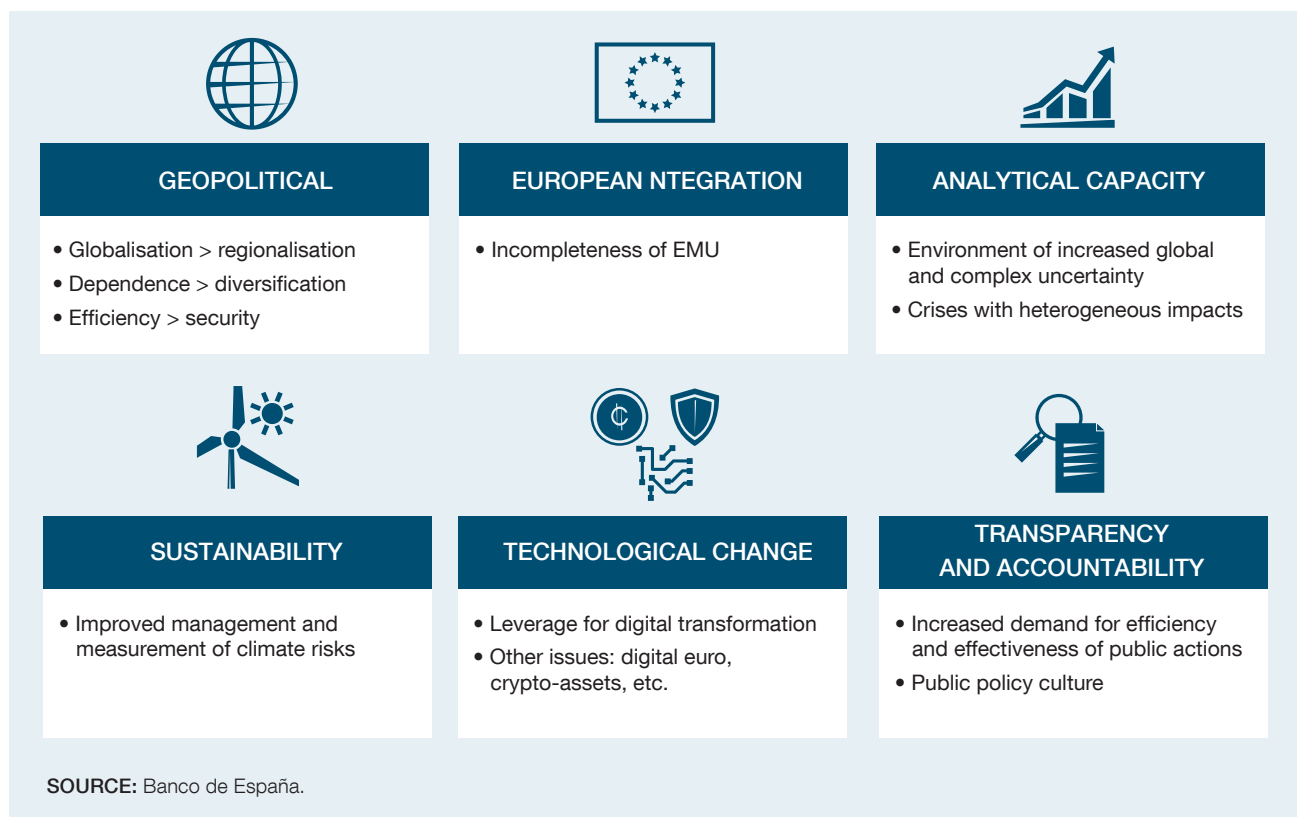 GEOPOLITICAL
• Globalisation > regionalisation
• Dependence > diversification
• Efficiency > security
EUROPEAN NTEGRATION
• Incompleteness of EMU
ANALYTICAL CAPACITY
• Environment of increased global
and complex uncertainty
• Crises with heterogeneous impacts
SUSTAINABILITY
• Improved management and
measurement of climate risks
TECHNOLOGICAL CHANGE
• Leverage for digital transformation
• Other issues: digital euro,
crypto-assets, etc.
TRANSPARENCY
AND ACCOUNTABILITY
• Increased demand for efficiency
and effectiveness of public actions
• Public policy culture
SOURCE: Banco de España.